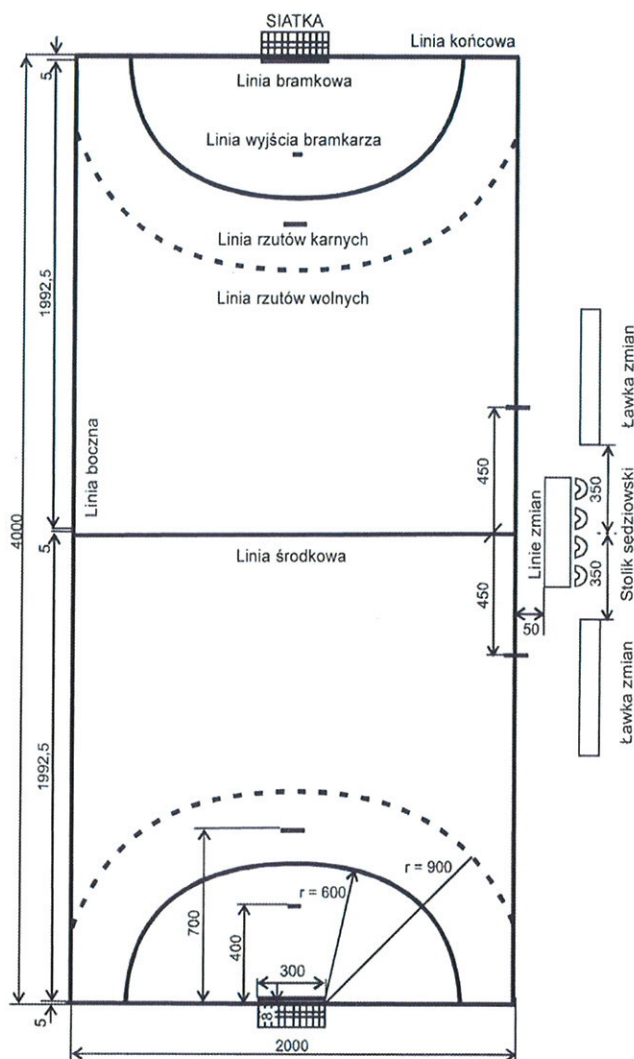 SIATKA
Linia końcowa
5
Linia bramkowa
Linia wyjścia bramkarza
Linia rzutów karnych
Linia rzutów wolnych
1992,5
Ławka zmian
Linia boczna
450
350
4000
5
Linia środkowa
Linie zmian
Stolik sędziowski
450
350
50
Ławka zmian
1992,5
r = 900
r = 600
700
400
300
8
5
2000